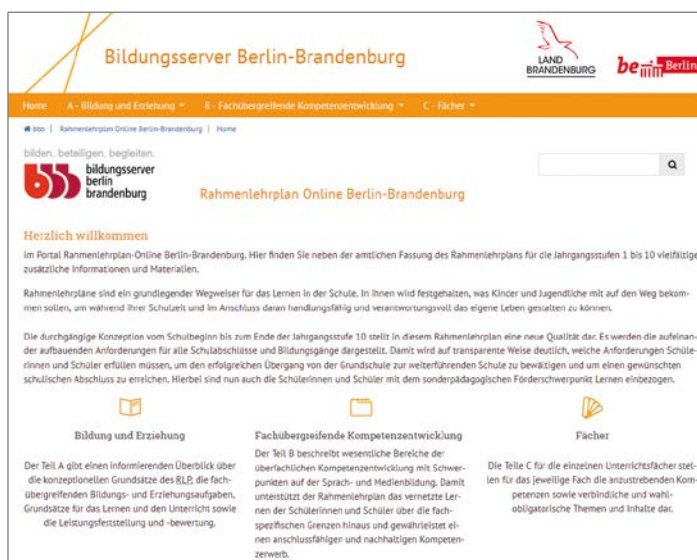 Bildungsserver Berlin-Brandenburg
LAND
BRANDENBURG
be Berlin
Home A - Bildung und Erziehung B - Fachübergreifende Kompetenzentwicklung C - Fächer
bbb | Rahmenlehrplan Online Berlin-Brandenburg | Home
bilden. beteiligen. begleiten.
bbb bildungsserver
berlin
brandenburg
Rahmenlehrplan Online Berlin-Brandenburg
Herzlich willkommen
im Portal Rahmenlehrplan-Online Berlin-Brandenburg. Hier finden Sie neben der amtlichen Fassung des Rahmenlehrplans für die Jahrgangsstufen 1 bis 10 vielfältige
zusätzliche Informationen und Materialien.
Rahmenlehrpläne sind ein grundlegender Wegweiser für das Lernen in der Schule. In ihnen wird festgehalten, was Kinder und Jugendliche mit auf den Weg bekom-
men sollen, um während ihrer Schulzeit und im Anschluss daran handlungsfähig und verantwortungsvoll das eigene Leben gestalten zu können.
Die durchgängige Konzeption vom Schulbeginn bis zum Ende der Jahrgangsstufe 10 stellt in diesem Rahmenlehrplan eine neue Qualität dar. Es werden die aufeinan-
der aufbauenden Anforderungen für alle Schulabschlüsse und Bildungsgänge dargestellt. Damit wird auf transparente Weise deutlich, welche Anforderungen Schüle-
rinnen und Schüler erfüllen müssen, um den erfolgreichen Übergang von der Grundschule zur weiterführenden Schule zu bewältigen und um einen gewünschten
schulischen Abschluss zu erreichen. Hierbei sind nun auch die Schülerinnen und Schüler mit dem sonderpädagogischen Förderschwerpunkt Lernen einbezogen.
Bildung und Erziehung
Der Teil A gibt einen informierenden Überblick über
die konzeptionellen Grundsätze des RLP, die fach-
übergreifenden Bildungs- und Erziehungsaufgaben,
Grundsätze für das Lernen und den Unterricht sowie
die Leistungsfeststellung und -bewertung.
Fachübergreifende Kompetenzentwicklung
Der Teil B beschreibt wesentliche Bereiche der
überfachlichen Kompetenzentwicklung mit Schwer-
punkten auf der Sprach- und Medienbildung. Damit
unterstützt der Rahmenlehrplan das vernetzte Ler-
nen der Schülerinnen und Schüler über die fach-
spezifischen Grenzen hinaus und gewährleistet ei-
nen anschlussfähigen und nachhaltigen Kompeten-
zerwerb.
Fächer
Die Teile C für die einzelnen Unterrichtsfächer stel-
len für das jeweilige Fach die anzustrebenden Kom-
petenzen sowie verbindliche und wahl-
obligatorische Themen und Inhalte dar.